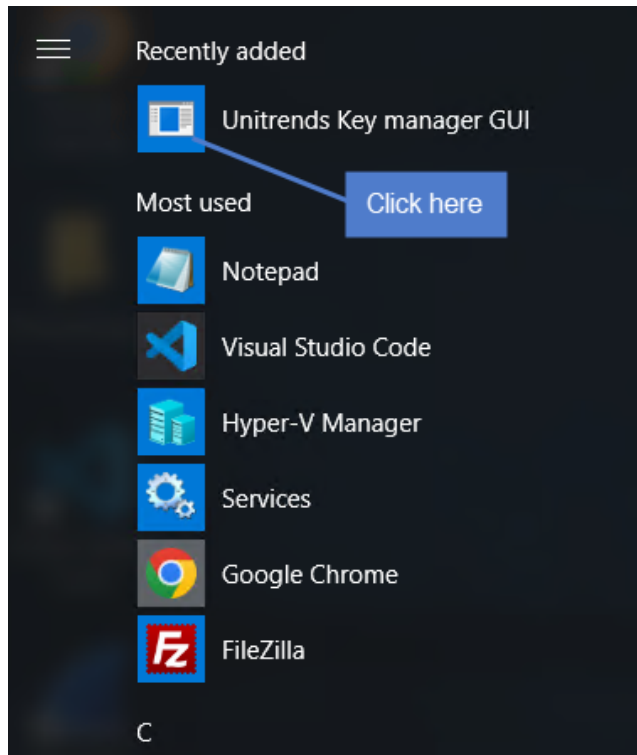 Recently added
Unitrends Key manager GUI
Click here
Most used
Notepad
Visual Studio Code
Hyper-V Manager
Services
Google Chrome
FileZilla
C